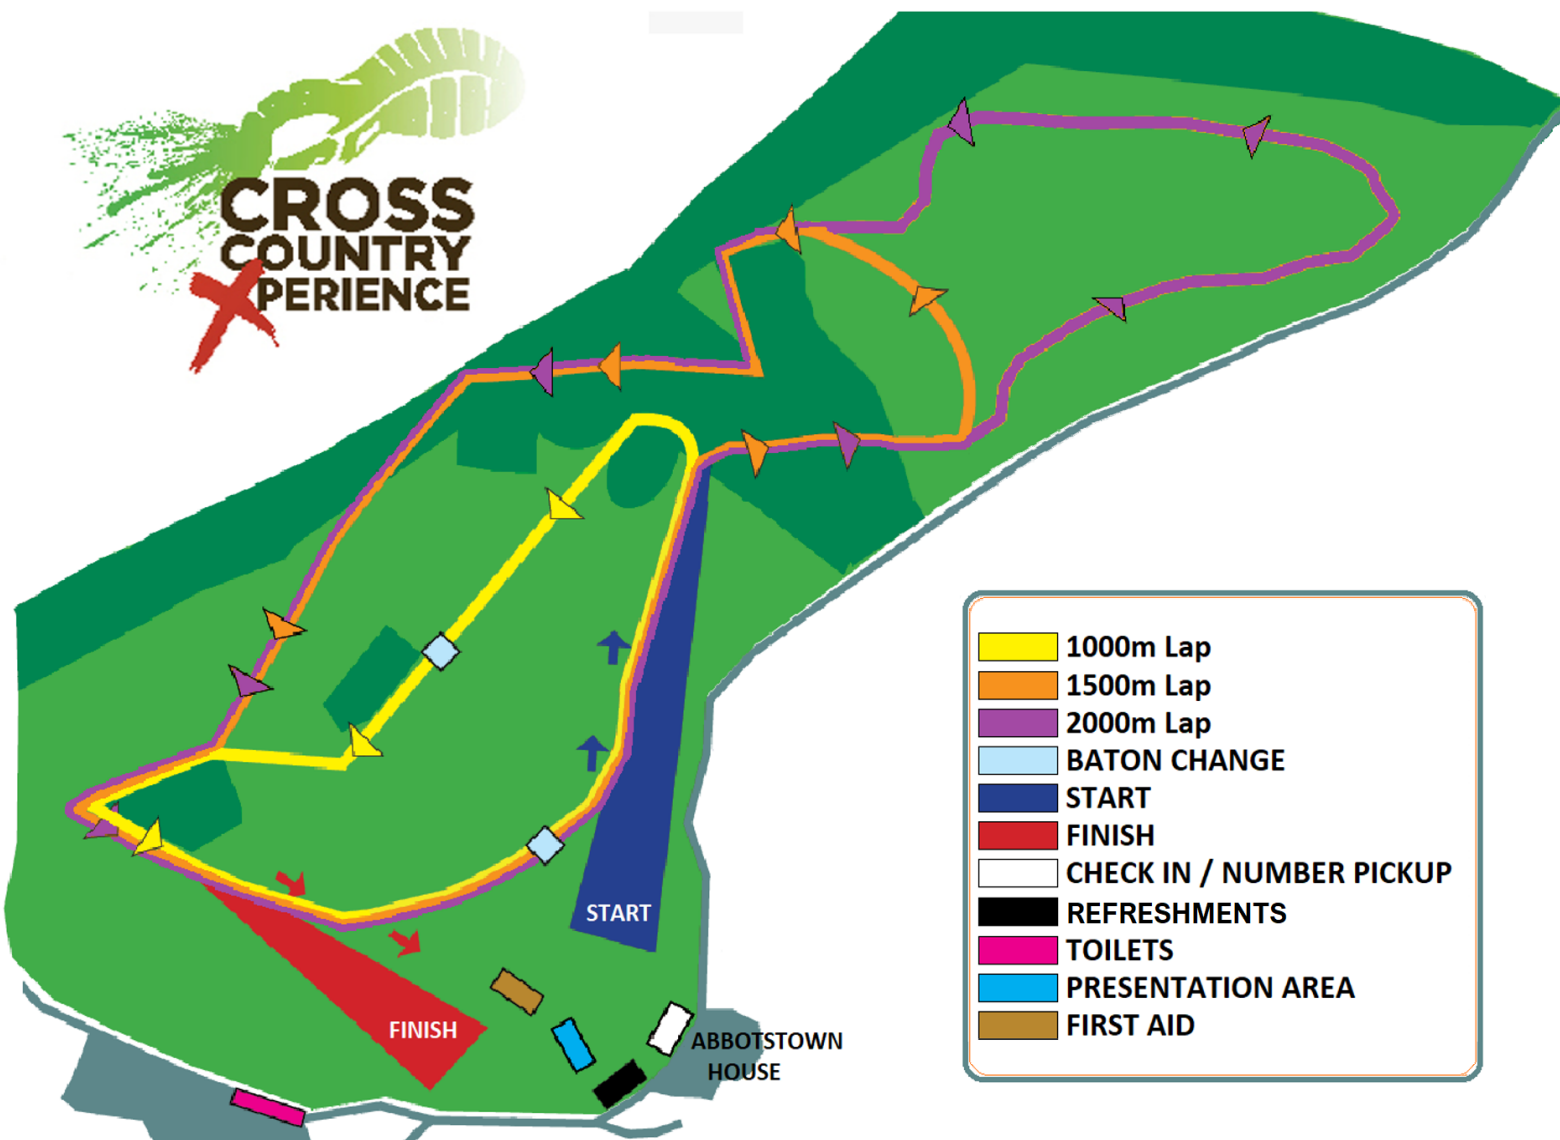 CROSS
COUNTRY
XPERIENCE
START
FINISH
ABBOTSTOWN
HOUSE
1000m Lap
1500m Lap
2000m Lap
BATON CHANGE
START
FINISH
CHECK IN / NUMBER PICKUP
REFRESHMENTS
TOILETS
PRESENTATION AREA
FIRST AID